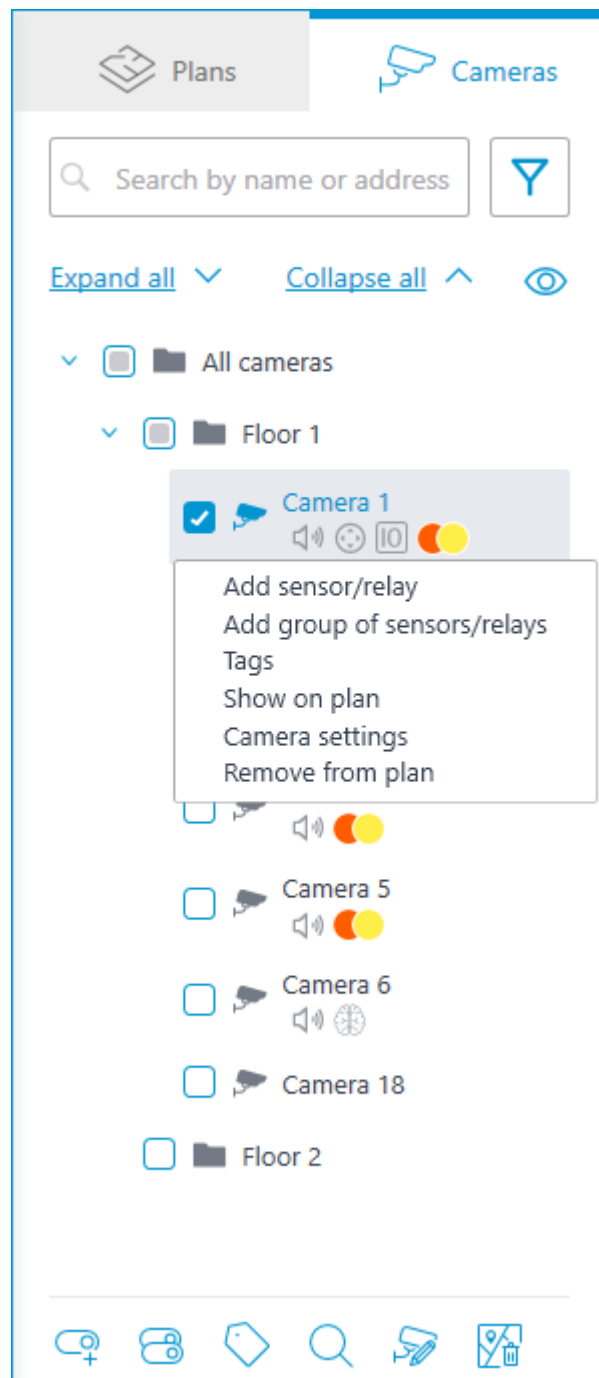 Plans
Cameras
Search by name or address
Expand all
Collapse all
All cameras
Floor 1
Camera 1
IO
Add sensor/relay
Add group of sensors/relays
Tags
Show on plan
Camera settings
Remove from plan
Camera 5
Camera 6
Camera 18
Floor 2